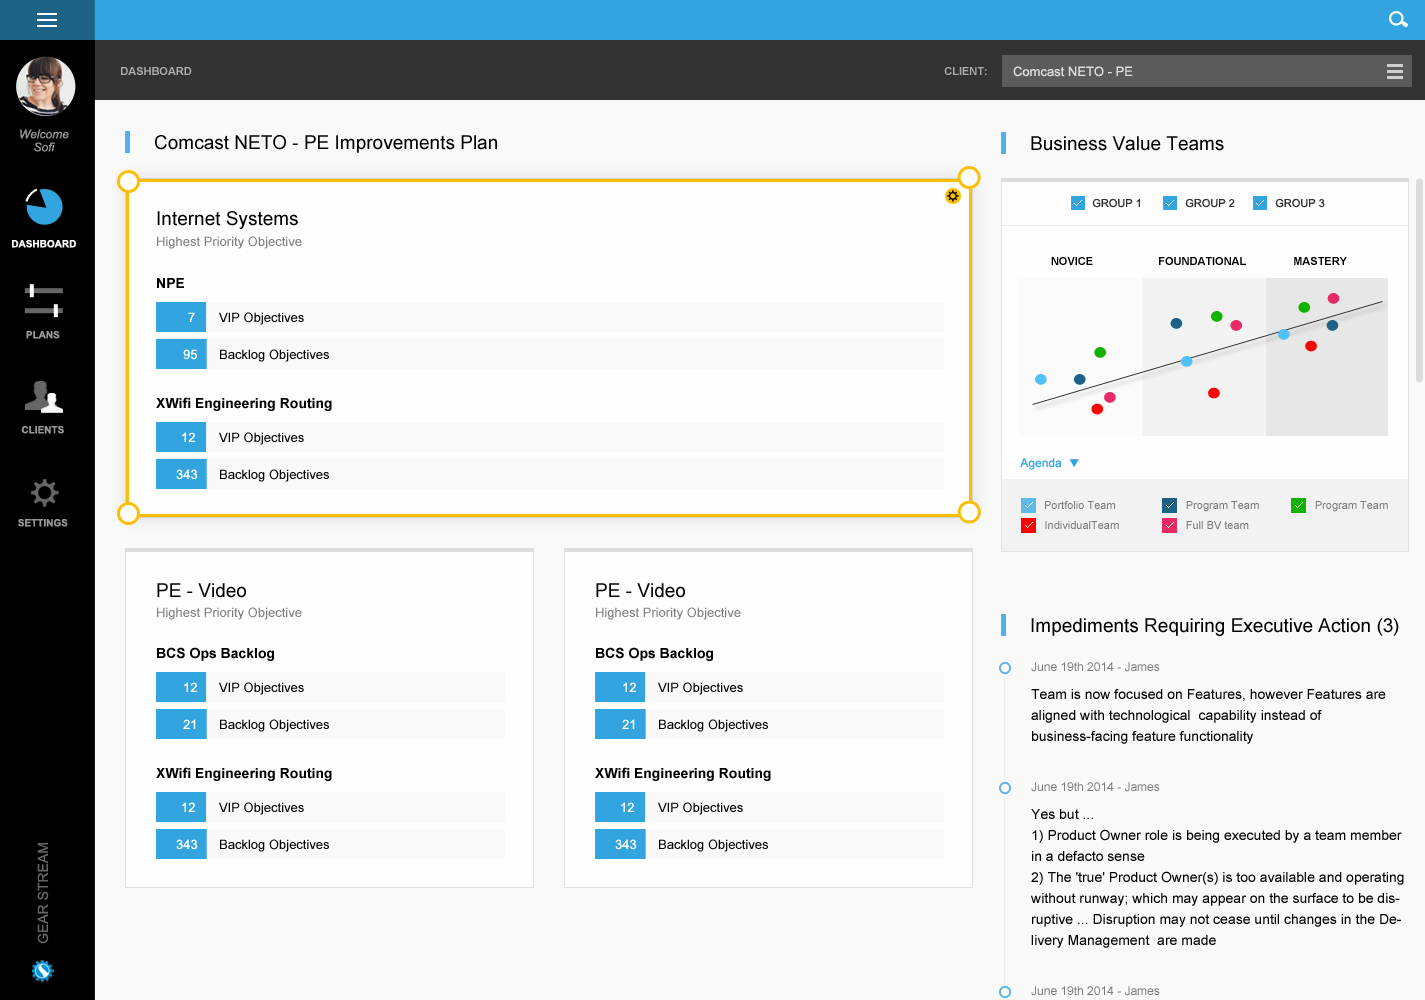 DASHBOARD
CLIENT:
Comcast NETO - PE
Welcome
Sofi
DASHBOARD
PLANS
CLIENTS
SETTINGS
GEAR STREAM
Comcast NETO - PE Improvements Plan
Internet Systems
Highest Priority Objective
NPE
7 VIP Objectives
95 Backlog Objectives
XWifi Engineering Routing
12 VIP Objectives
343 Backlog Objectives
PE - Video
Highest Priority Objective
BCS Ops Backlog
12 VIP Objectives
21 Backlog Objectives
XWifi Engineering Routing
12 VIP Objectives
343 Backlog Objectives
PE - Video
Highest Priority Objective
BCS Ops Backlog
12 VIP Objectives
21 Backlog Objectives
XWifi Engineering Routing
12 VIP Objectives
343 Backlog Objectives
Business Value Teams
GROUP 1 GROUP 2 GROUP 3
NOVICE FOUNDATIONAL MASTERY
Agenda
Portfolio Team Program Team Program Team
IndividualTeam Full BV team
Impediments Requiring Executive Action (3)
June 19th 2014 - James
Team is now focused on Features, however Features are
aligned with technological  capability instead of
business-facing feature functionality
June 19th 2014 - James
Yes but ...
1) Product Owner role is being executed by a team member
in a defacto sense
2) The 'true' Product Owner(s) is too available and operating
without runway; which may appear on the surface to be dis-
ruptive ... Disruption may not cease until changes in the De-
livery Management  are made
June 19th 2014 - James